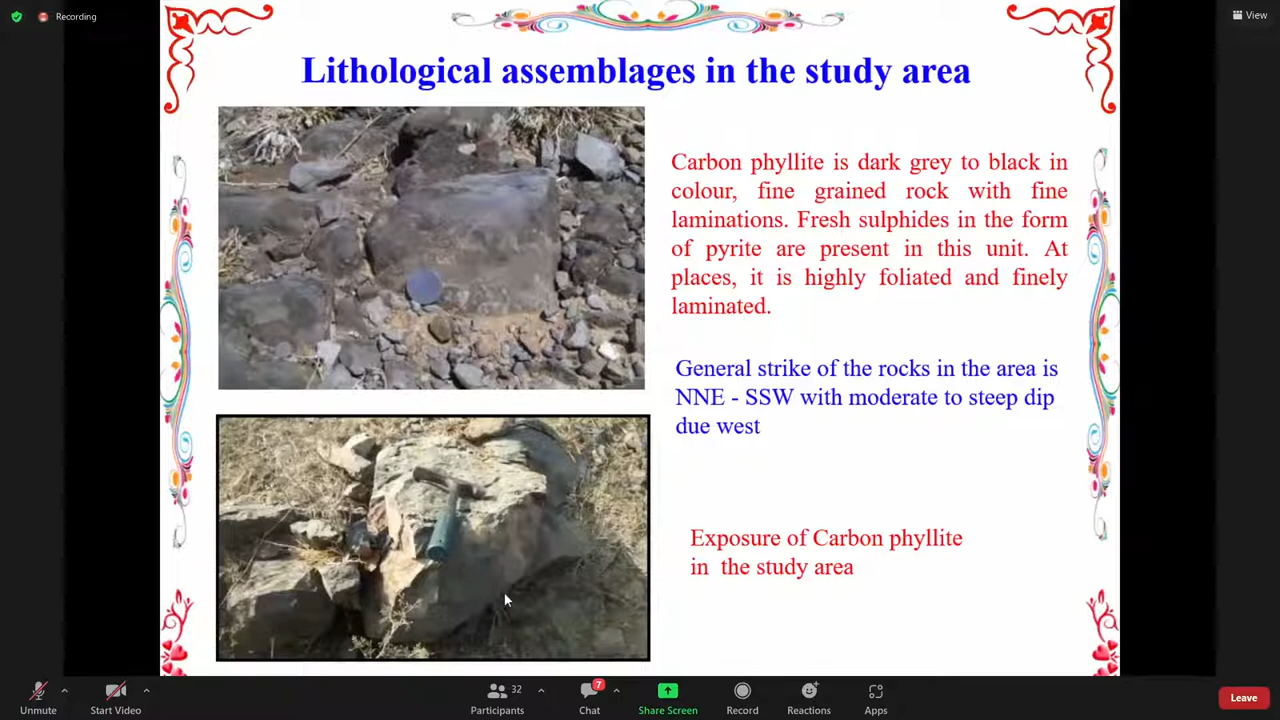 Recording
View
Lithological assemblages in the study area
Carbon phyllite is dark grey to black in
colour, fine grained rock with fine
laminations. Fresh sulphides in the form
of pyrite are present in this unit. At
places, it is highly foliated and finely
laminated.
General strike of the rocks in the area is
NNE - SSW with moderate to steep dip
due west
Exposure of Carbon phyllite
in the study area
Unmute
Start Video
32
Participants
7
Chat
Share Screen
Record
Reactions
Apps
Leave